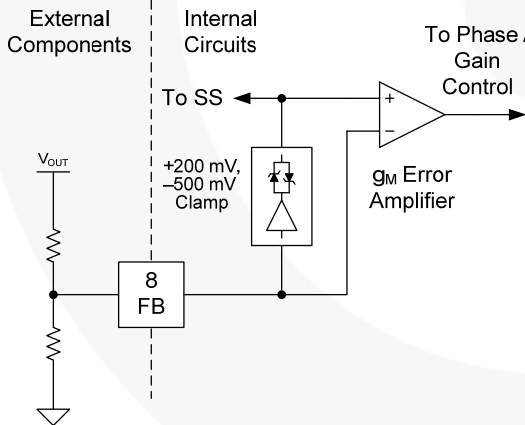 External
Components
Internal
Circuits
To Phase A
Gain
Control
To SS
+
−
+200 mV,
−500 mV
Clamp
gM Error
Amplifier
VOUT
8
FB